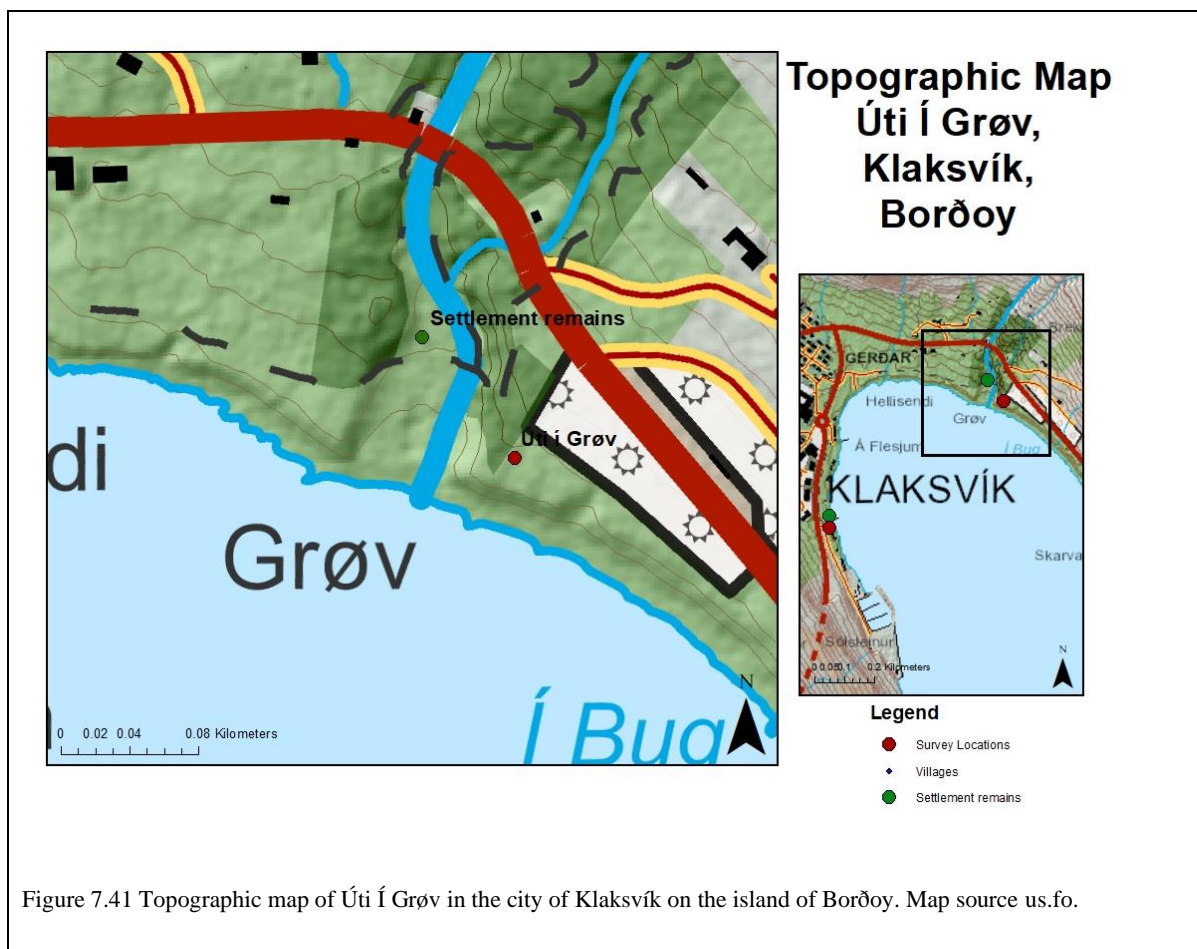 Topographic Map
Úti Í Grøv,
Klaksvík,
Borðoy
Settlement remains
Úti í Grøv
di
Grøv
Í Bug
N
0 0.02 0.04 0.08 Kilometers
GERÐAR
Hellisendi
Grøv
Í Bug
Á Flesjum
KLAKSVÍK
Skarva
Sólsteinur
N
0 0.05 0.1 0.2 Kilometers
Legend
Survey Locations
Villages
Settlement remains
Figure 7.41 Topographic map of Úti Í Grøv in the city of Klaksvík on the island of Borðoy. Map source us.fo.